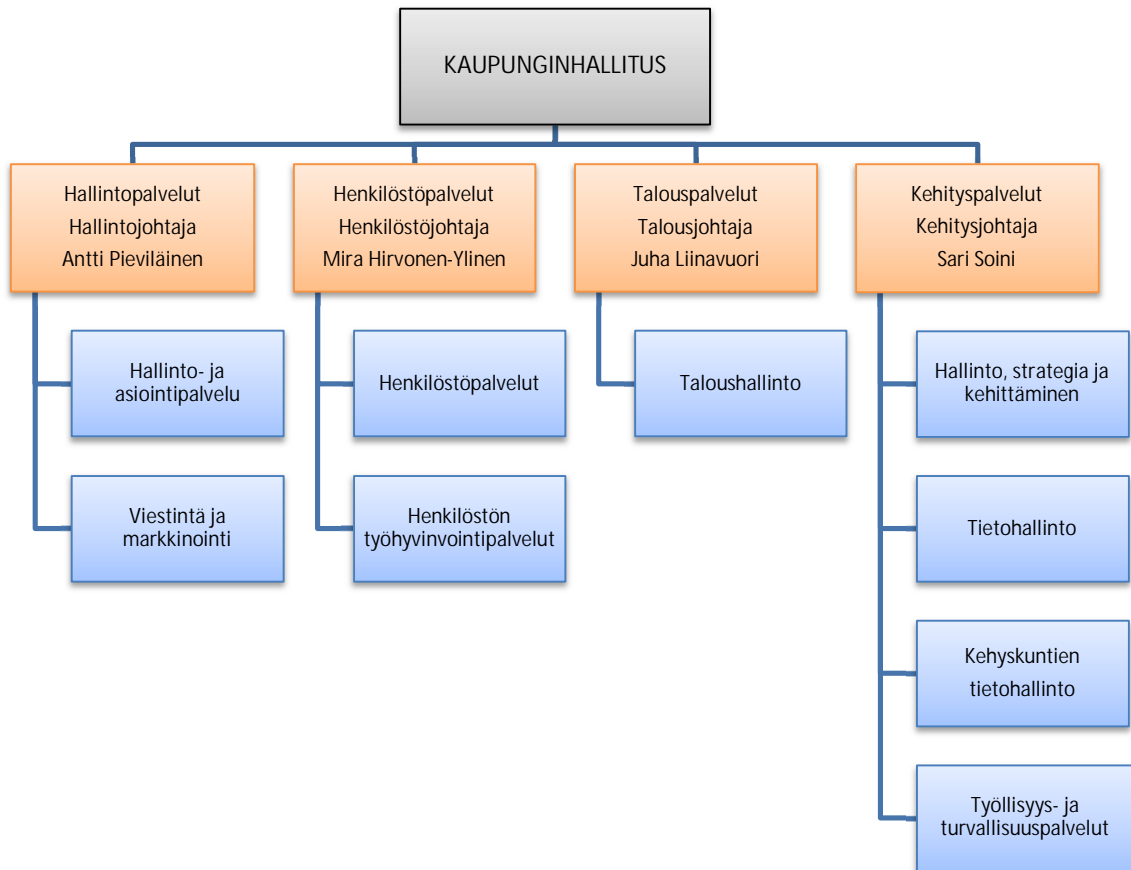 KAUPUNGINHALLITUS
Hallintopalvelut
Hallintojohtaja
Antti Pieviläinen
Henkilöstöpalvelut
Henkilöstöjohtaja
Mira Hirvonen-Ylinen
Talouspalvelut
Talousjohtaja
Juha Liinavuori
Kehityspalvelut
Kehitysjohtaja
Sari Soini
Hallinto- ja
asiointipalvelu
Viestintä ja
markkinointi
Henkilöstöpalvelut
Henkilöstön
työhyvinvointipalvelut
Taloushallinto
Hallinto, strategia ja
kehittäminen
Tietohallinto
Kehyskuntien
tietohallinto
Työllisyys- ja
turvallisuuspalvelut